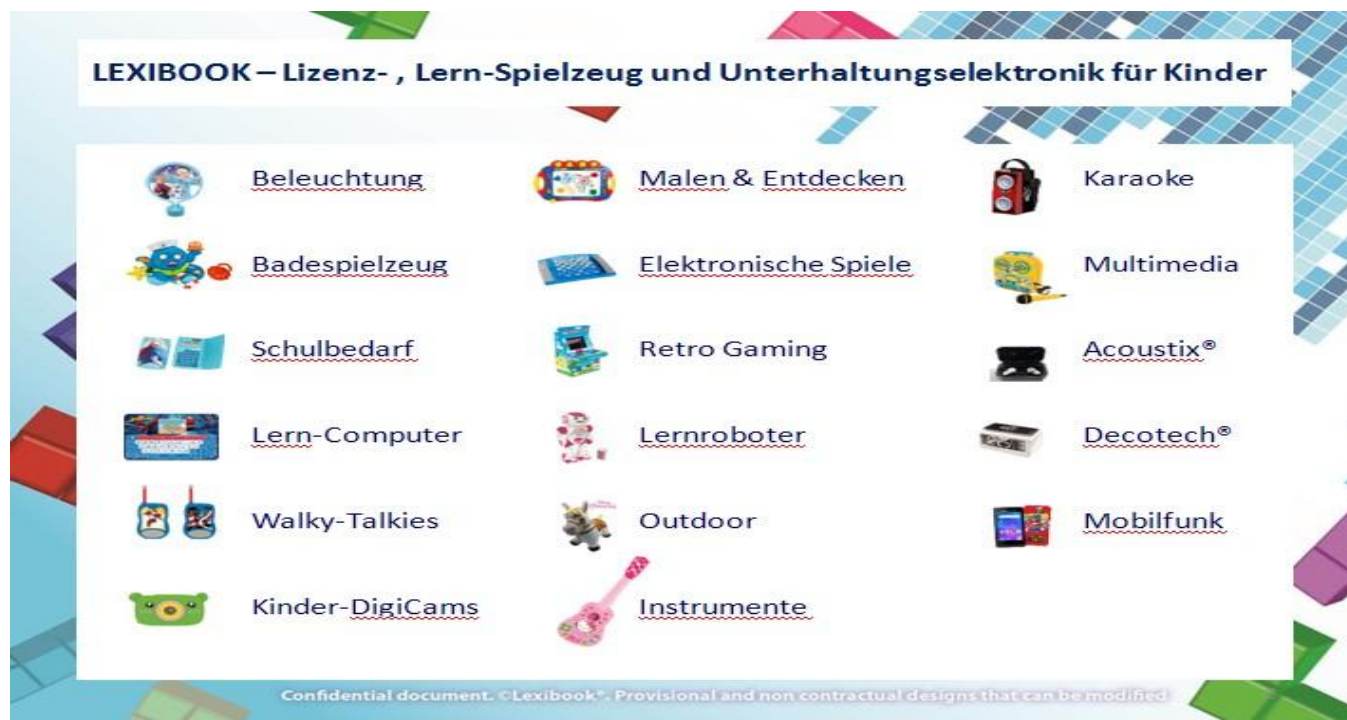 LEXIBOOK – Lizenz- , Lern-Spielzeug und Unterhaltungselektronik für Kinder
Beleuchtung
Malen & Entdecken
Karaoke
Badespielzeug
Elektronische Spiele
Multimedia
Schulbedarf
Retro Gaming
Acoustix®
Lern-Computer
Lernroboter
Decotech®
Walky-Talkies
Outdoor
Mobilfunk
Kinder-DigiCams
Instrumente
Confidential document. ©Lexibook®. Provisional and non contractual designs that can be modified